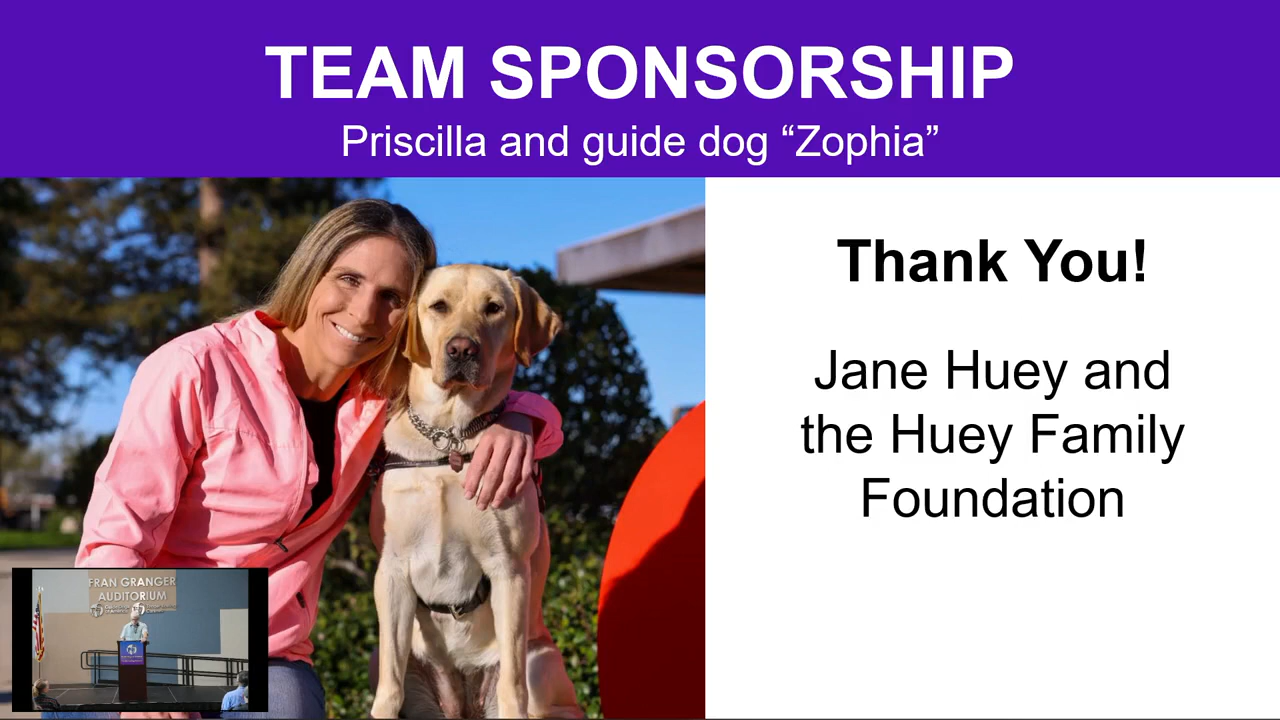 TEAM SPONSORSHIP
Priscilla and guide dog “Zophia”
Thank You!
Jane Huey and
the Huey Family
Foundation
FRAN GRANGER
AUDITORIUM